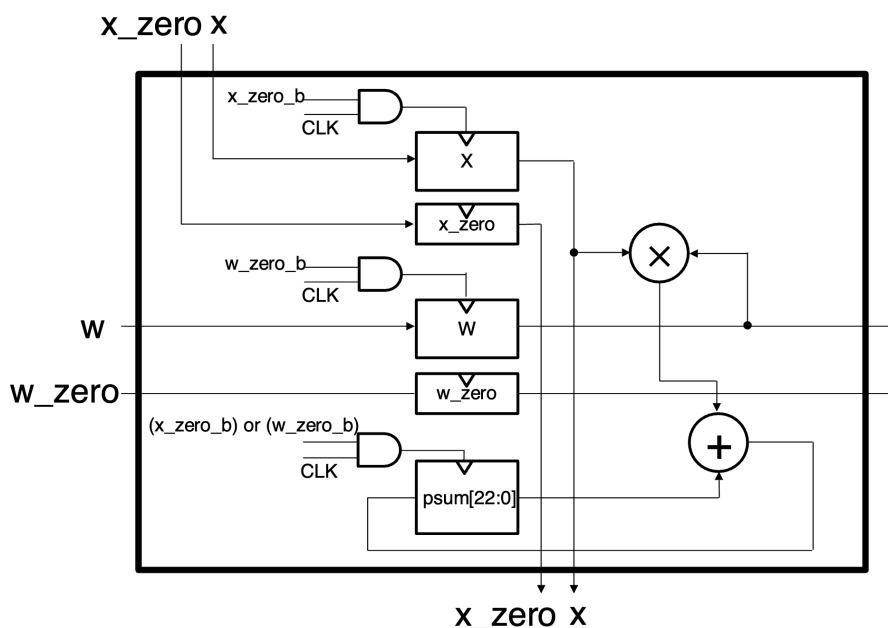 x_zero x
x_zero_b
CLK
X
x_zero
w_zero_b
CLK
×
w
W
w_zero
w_zero
(x_zero_b) or (w_zero_b)
CLK
+
psum[22:0]
x_zero x